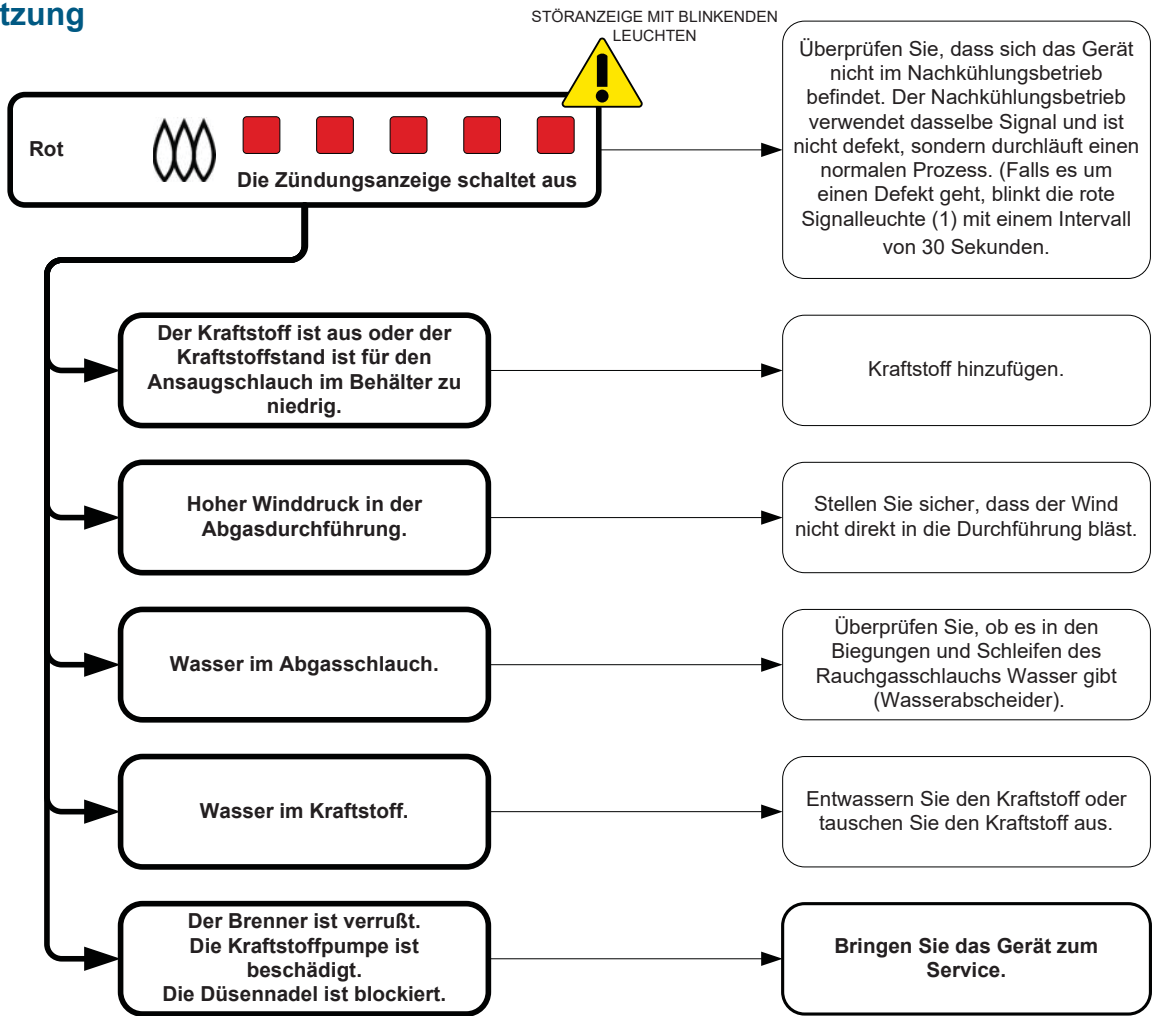 tzung
STÖRANZEIGE MIT BLINKENDEN
LEUCHTEN
Rot
Die Zündungsanzeige schaltet aus
Überprüfen Sie, dass sich das Gerät
nicht im Nachkühlungsbetrieb
befindet. Der Nachkühlungsbetrieb
verwendet dasselbe Signal und ist
nicht defekt, sondern durchläuft einen
normalen Prozess. (Falls es um
einen Defekt geht, blinkt die rote
Signalleuchte (1) mit einem Intervall
von 30 Sekunden.
Der Kraftstoff ist aus oder der
Kraftstoffstand ist für den
Ansaugschlauch im Behälter zu
niedrig.
Kraftstoff hinzufügen.
Hoher Winddruck in der
Abgasdurchführung.
Stellen Sie sicher, dass der Wind
nicht direkt in die Durchführung bläst.
Wasser im Abgasschlauch.
Überprüfen Sie, ob es in den
Biegungen und Schleifen des
Rauchgasschlauchs Wasser gibt
(Wasserabscheider).
Wasser im Kraftstoff.
Entwassern Sie den Kraftstoff oder
tauschen Sie den Kraftstoff aus.
Der Brenner ist verrußt.
Die Kraftstoffpumpe ist
beschädigt.
Die Düsennadel ist blockiert.
Bringen Sie das Gerät zum
Service.